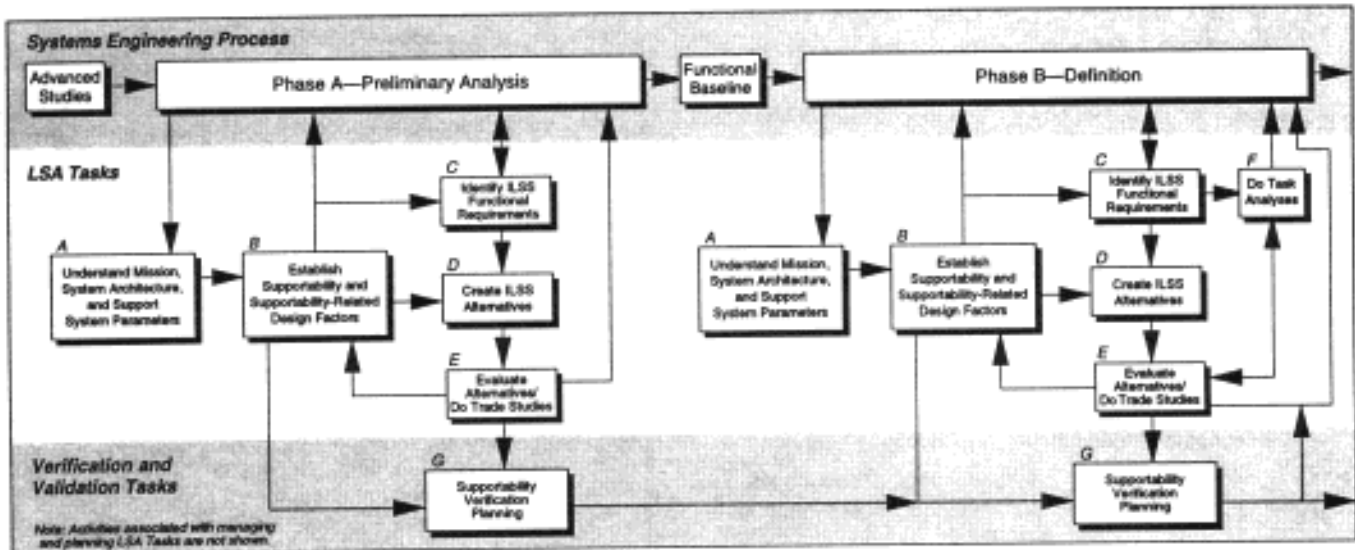 Systems Engineering Process
Advanced
Studies
Phase A—Preliminary Analysis
Functional
Baseline
Phase B—Definition
LSA Tasks
A
Understand Mission,
System Architecture,
and Support
System Parameters
B
Establish
Supportability and
Supportability-Related
Design Factors
C
Identify ILSS
Functional
Requirements
D
Create ILSS
Alternatives
E
Evaluate
Alternatives/
Do Trade Studies
A
Understand Mission,
System Architecture,
and Support
System Parameters
B
Establish
Supportability and
Supportability-Related
Design Factors
C
Identify ILSS
Functional
Requirements
F
Do Task
Analyses
D
Create ILSS
Alternatives
E
Evaluate
Alternatives/
Do Trade Studies
Verification and
Validation Tasks
G
Supportability
Verification
Planning
G
Supportability
Verification
Planning
Note: Activities associated with managing
and planning LSA Tasks are not shown.